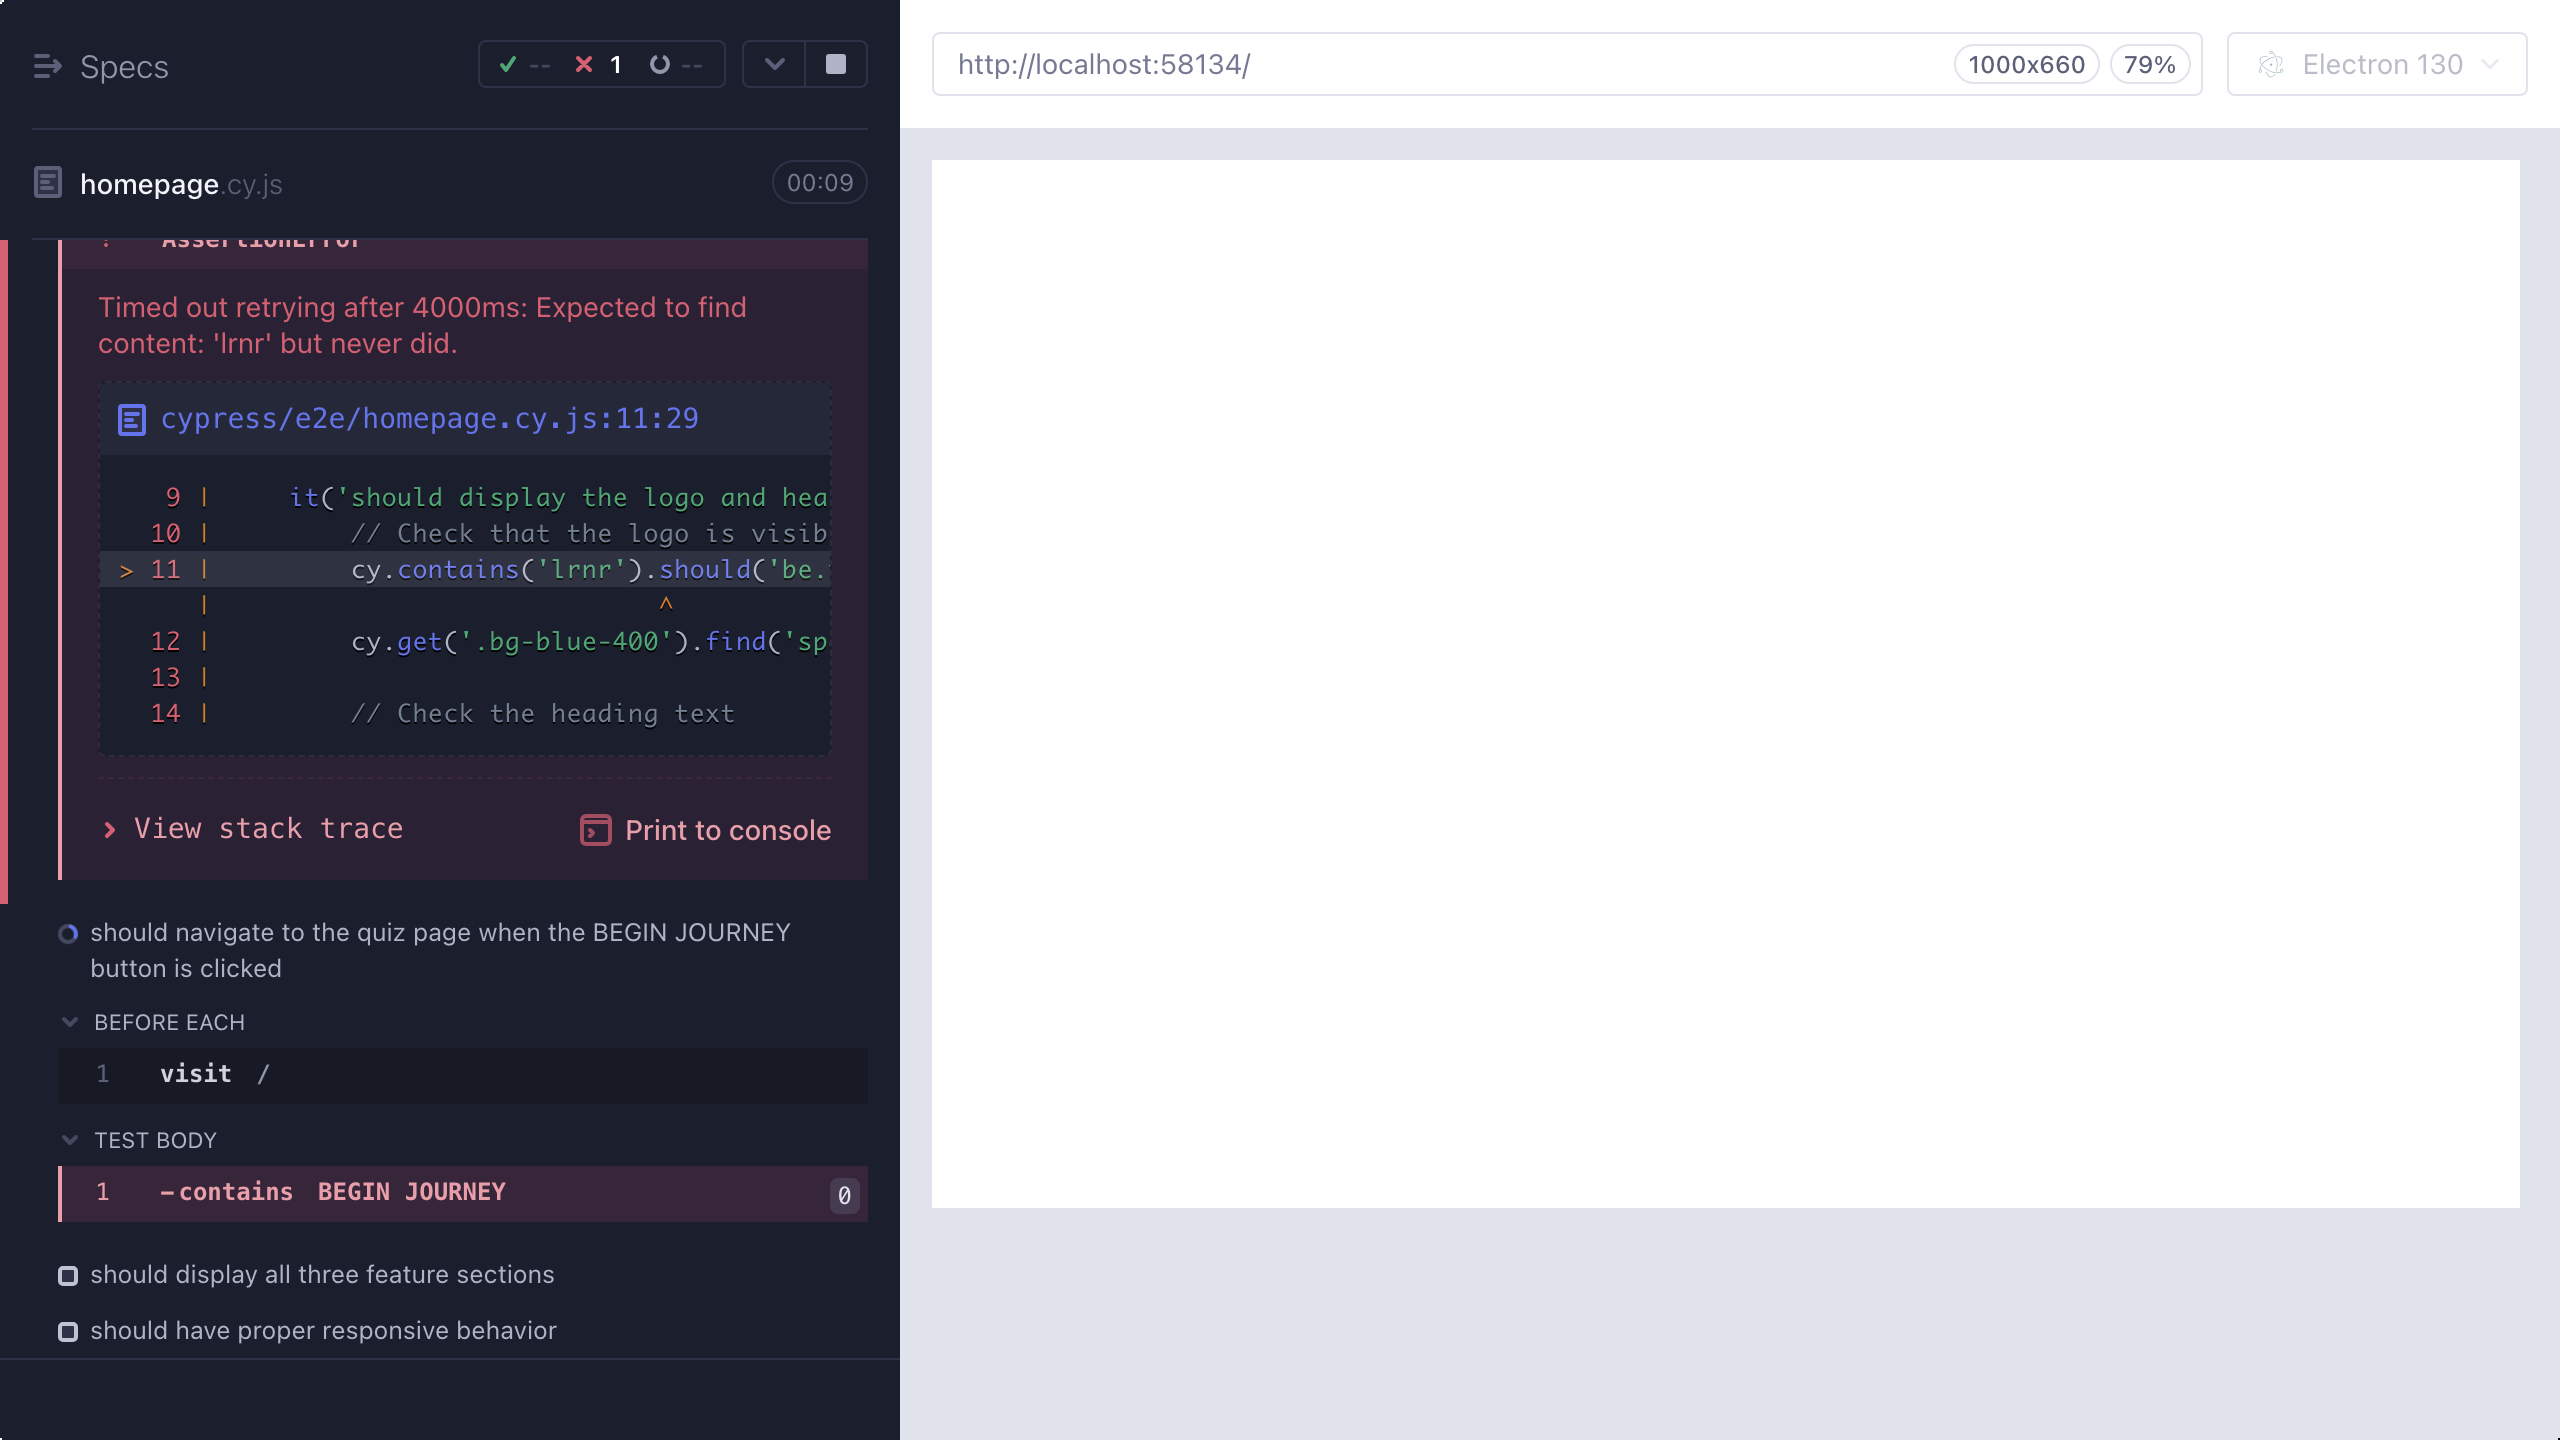 Specs
-- 1 --
homepage.cy.js 00:09
AssertionError
Timed out retrying after 4000ms: Expected to find
content: 'lrnr' but never did.
cypress/e2e/homepage.cy.js:11:29
9 | it('should display the logo and hea
10 | // Check that the logo is visib
> 11 | cy.contains('lrnr').should('be.
| ^
12 | cy.get('.bg-blue-400').find('sp
13 |
14 | // Check the heading text
View stack trace
Print to console
should navigate to the quiz page when the BEGIN JOURNEY
button is clicked
BEFORE EACH
1 visit /
TEST BODY
1 -contains BEGIN JOURNEY 0
should display all three feature sections
should have proper responsive behavior
http://localhost:58134/
1000x660
79%
Electron 130